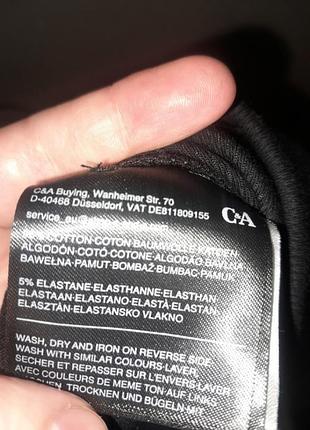 C&A Buying, Wanheimer Str. 70
D-40468 Düsseldorf, VAT DE811809155
C&A
COTTON-COTON-BAUMWOLLE-KATOEN-
ALGODÓN-COTÓ-COTONE-ALGODÃO-BAVLNA-
BAWEŁNA-PAMUT-BOMBAŽ-BUMBAC-PAMUK
5% ELASTANE-ELASTHANNE-ELASTHAN-
ELASTAAN-ELASTANO-ELASTÀ-ELASTAN-
ELASZTÁN-ELASTANSKO VLAKNO
WASH, DRY AND IRON ON REVERSE SIDE.
WASH WITH SIMILAR COLOURS-LAVER,
SECHER ET REPASSER SUR L'ENVERS-LAVER
AVEC COULEURS DE MEME TON-AUF LINKS
TROCKNEN UND BÜGELN MIT